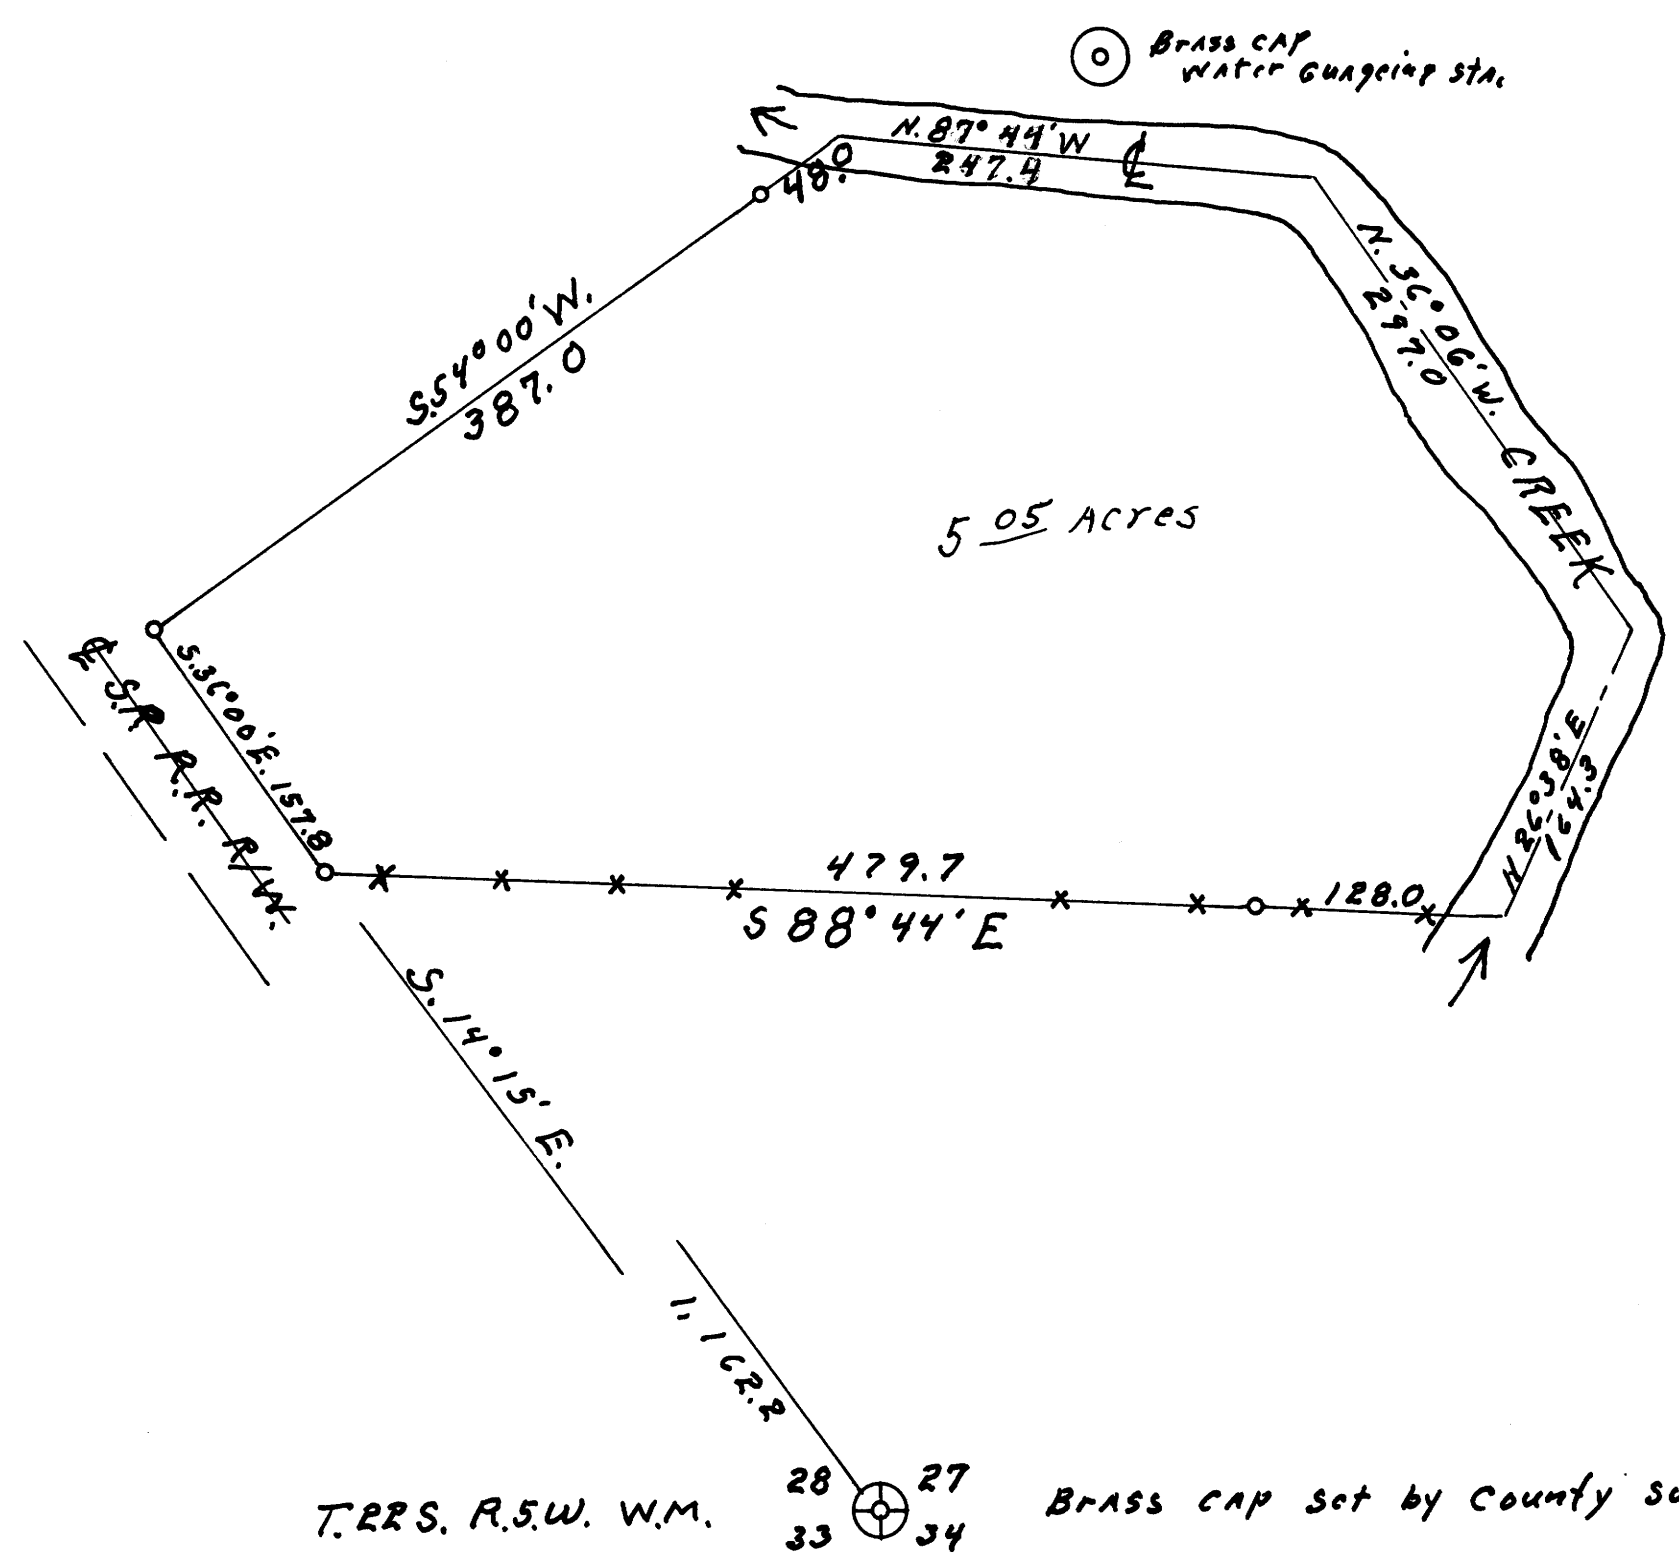 Brass CAP
Water Guageing Sta.
N. 87° 44' W
247.4
℄
48.0
N. 36° 06' W.
297.0
S. 54° 00' W.
387.0
CREEK
5 05 Acres
℄ S.P. R.R. R/W.
S. 36° 00' E. 157.8
N 26° 38' E
164.3
479.7
128.0
S 88° 44' E
S. 14° 15' E.
1,162.2
28 27
T.22S. R.5.W. W.M.
33 34
BrASS CAP Set by County